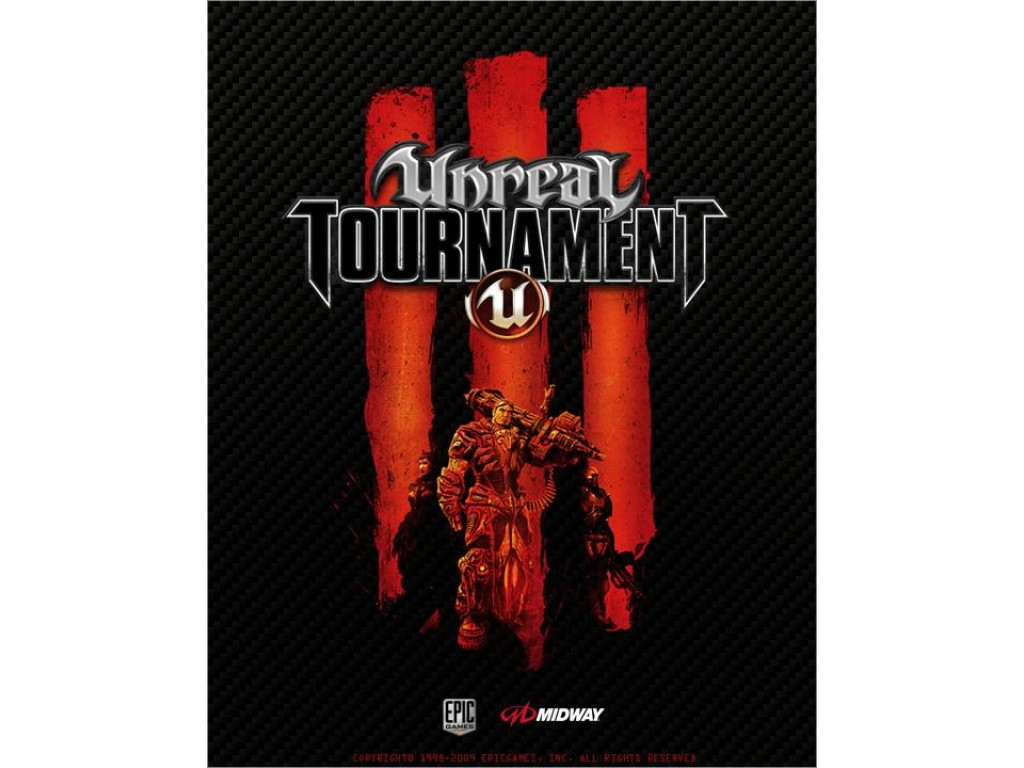 Unreal
TOURNAMENT
U
EPIC
GAMES
MIDWAY
COPYRIGHT© 1998-2009 EPICGAMES, INC. ALL RIGHTS RESERVED